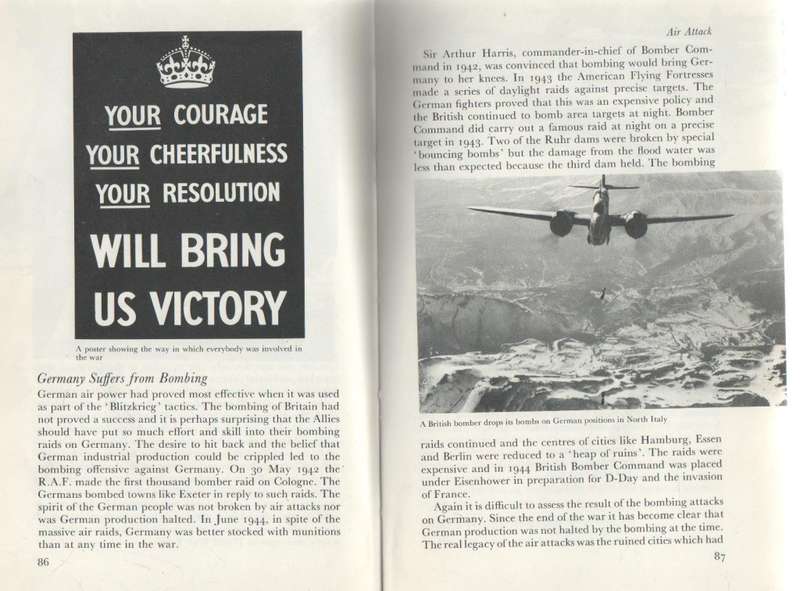 YOUR COURAGE
YOUR CHEERFULNESS
YOUR RESOLUTION
WILL BRING
US VICTORY
A poster showing the way in which everybody was involved in
the war
Germany Suffers from Bombing
German air power had proved most effective when it was used
as part of the 'Blitzkrieg' tactics. The bombing of Britain had
not proved a success and it is perhaps surprising that the Allies
should have put so much effort and skill into their bombing
raids on Germany. The desire to hit back and the belief that
German industrial production could be crippled led to the
bombing offensive against Germany. On 30 May 1942 the
R.A.F. made the first thousand bomber raid on Cologne. The
Germans bombed towns like Exeter in reply to such raids. The
spirit of the German people was not broken by air attacks nor
was German production halted. In June 1944, in spite of the
massive air raids, Germany was better stocked with munitions
than at any time in the war.
86
Air Attack
Sir Arthur Harris, commander-in-chief of Bomber Com-
mand in 1942, was convinced that bombing would bring Ger-
many to her knees. In 1943 the American Flying Fortresses
made a series of daylight raids against precise targets. The
German fighters proved that this was an expensive policy and
the British continued to bomb area targets at night. Bomber
Command did carry out a famous raid at night on a precise
target in 1943. Two of the Ruhr dams were broken by special
'bouncing bombs' but the damage from the flood water was
less than expected because the third dam held. The bombing
A British bomber drops its bombs on German positions in North Italy
raids continued and the centres of cities like Hamburg, Essen
and Berlin were reduced to a 'heap of ruins'. The raids were
expensive and in 1944 British Bomber Command was placed
under Eisenhower in preparation for D-Day and the invasion
of France.
Again it is difficult to assess the result of the bombing attacks
on Germany. Since the end of the war it has become clear that
German production was not halted by the bombing at the time.
The real legacy of the air attacks was the ruined cities which had
87